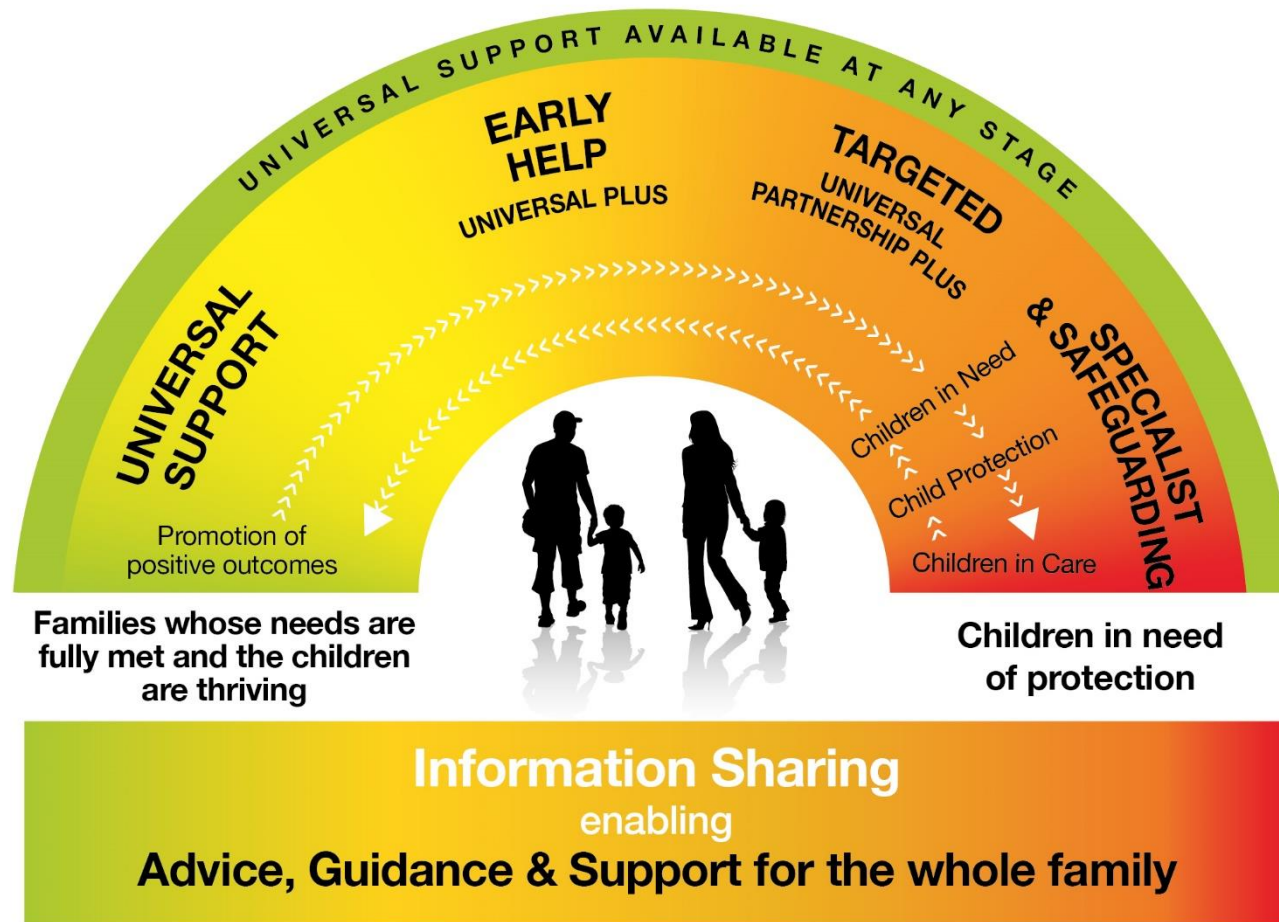 UNIVERSAL SUPPORT AVAILABLE AT ANY STAGE
UNIVERSAL
SUPPORT
EARLY
HELP
UNIVERSAL PLUS
TARGETED
UNIVERSAL
PARTNERSHIP PLUS
SPECIALIST
& SAFEGUARDING
Promotion of
positive outcomes
Children in Need
Child Protection
Children in Care
Families whose needs are
fully met and the children
are thriving
Children in need
of protection
Information Sharing
enabling
Advice, Guidance & Support for the whole family